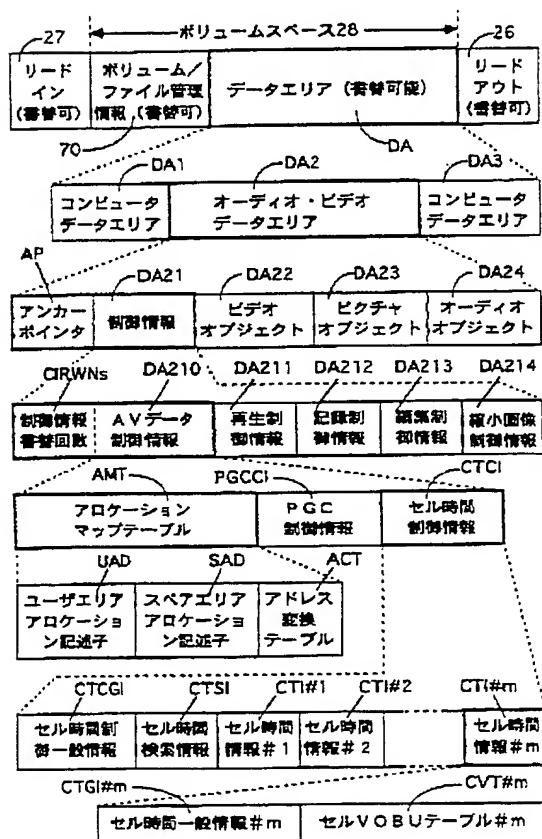 ボリュームスペース28
27
26
リード
イン
(書替可)
ボリューム/
ファイル管理
情報(書替可)
データエリア(書替可能)
リード
アウト
(書替可)
70
DA
DA1
DA2
DA3
コンピュータ
データエリア
オーディオ・ビデオ
データエリア
コンピュータ
データエリア
AP
DA21
DA22
DA23
DA24
アンカー
ポインタ
制御情報
ビデオ
オブジェクト
ピクチャ
オブジェクト
オーディオ
オブジェクト
CIRWNs
DA210
DA211
DA212
DA213
DA214
制御情報
書替回数
AVデータ
制御情報
再生制
御情報
記録制
御情報
編集制
御情報
縮小画像
制御情報
AMT
PGCCI
CTCI
アロケーション
マップテーブル
PGC
制御情報
セル時間
制御情報
UAD
SAD
ACT
ユーザエリア
アロケーショ
ン記述子
スペアエリア
アロケーショ
ン記述子
アドレス
変換
テーブル
CTCGI
CTSI
CTI#1
CTI#2
CTI#m
セル時間制
御一般情報
セル時間
検索情報
セル時間
情報#1
セル時間
情報#2
セル時間
情報#m
CTGI#m
CVT#m
セル時間一般情報#m
セルVOBUテーブル#m